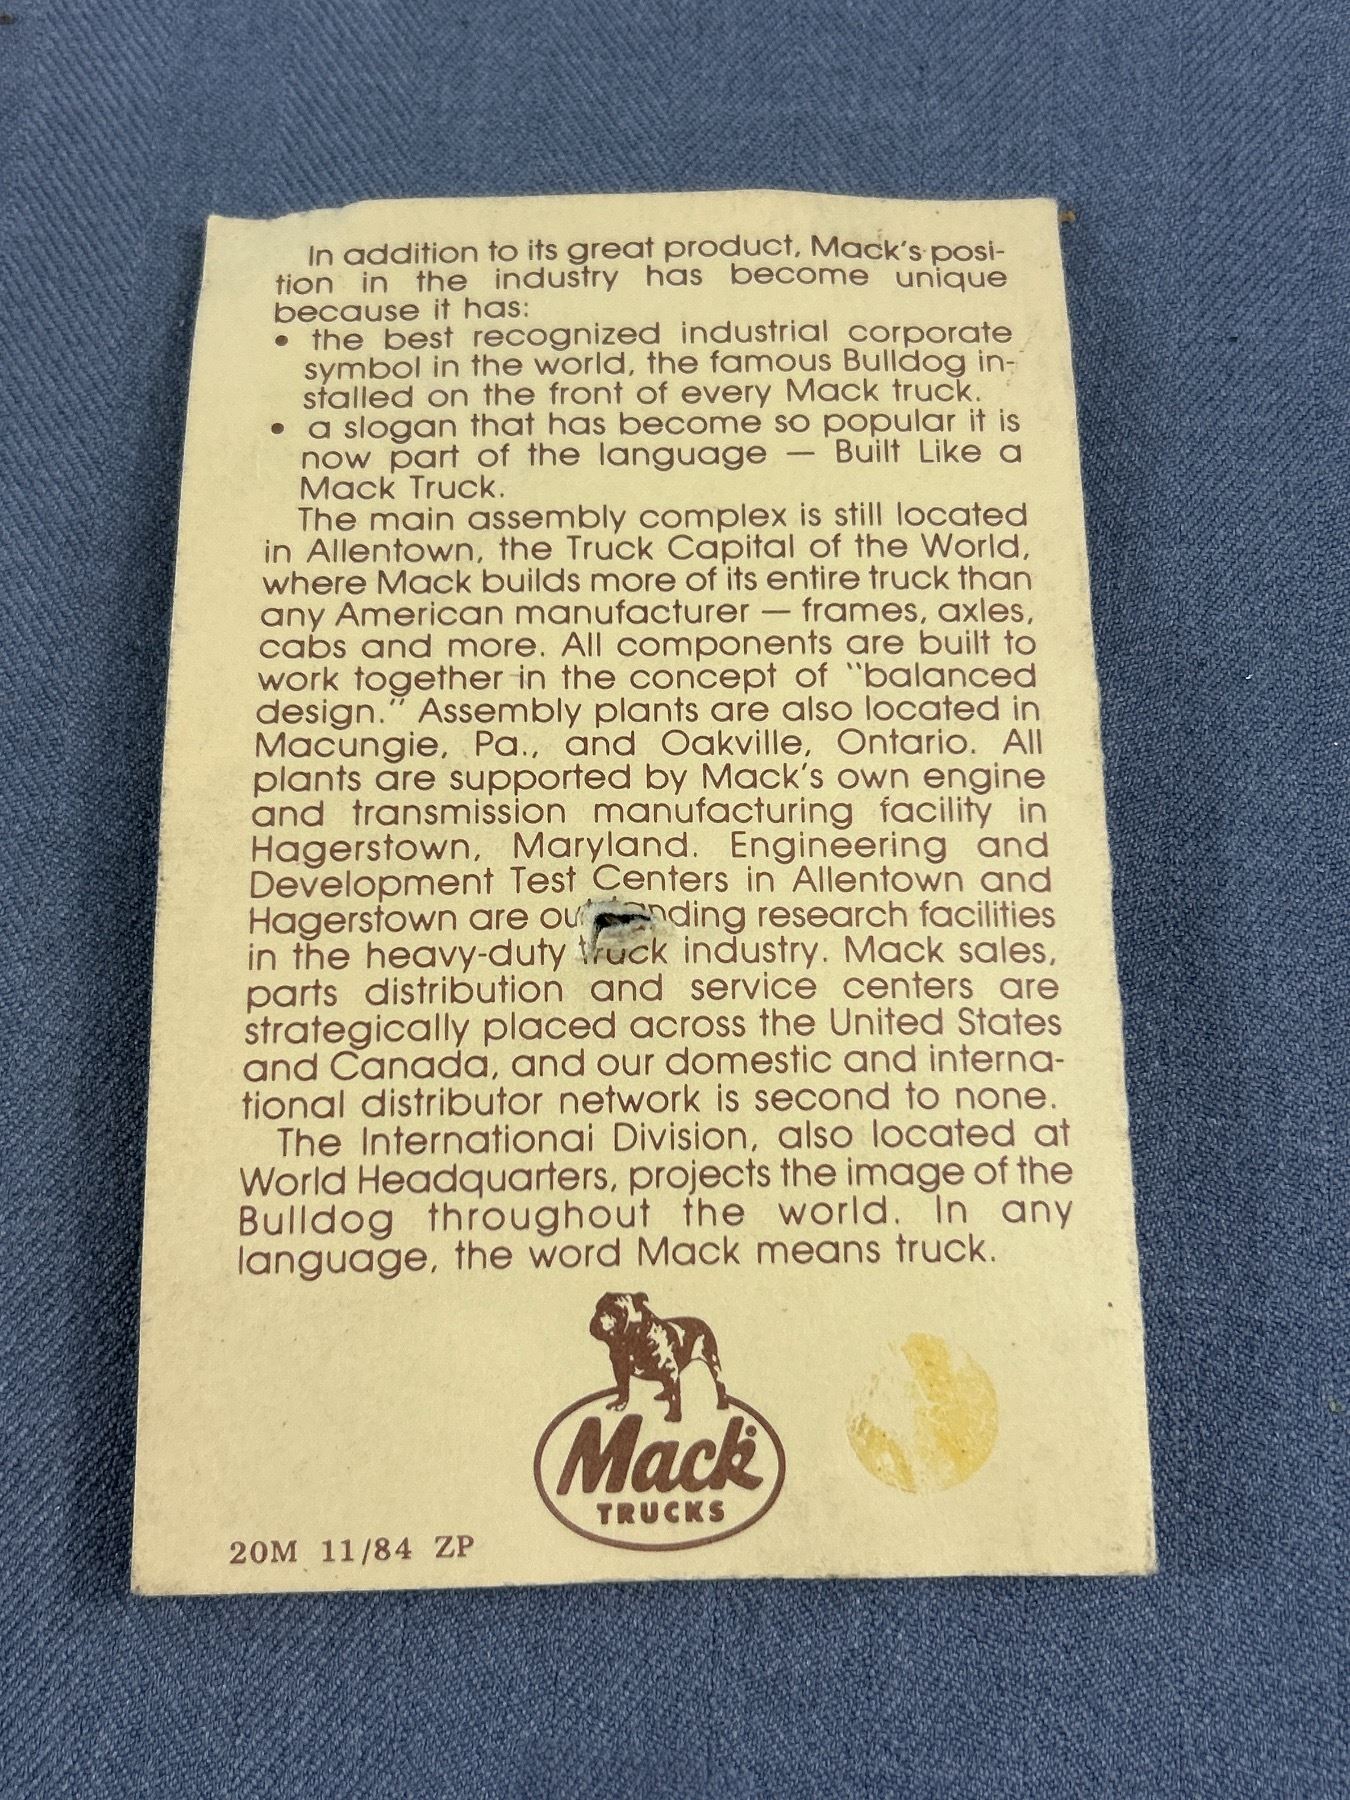 In addition to its great product, Mack's posi-
tion in the industry has become unique
because it has:
• the best recognized industrial corporate
symbol in the world, the famous Bulldog in-
stalled on the front of every Mack truck.
• a slogan that has become so popular it is
now part of the language — Built Like a
Mack Truck.
The main assembly complex is still located
in Allentown, the Truck Capital of the World,
where Mack builds more of its entire truck than
any American manufacturer — frames, axles,
cabs and more. All components are built to
work together in the concept of "balanced
design." Assembly plants are also located in
Macungie, Pa., and Oakville, Ontario. All
plants are supported by Mack's own engine
and transmission manufacturing facility in
Hagerstown, Maryland. Engineering and
Development Test Centers in Allentown and
Hagerstown are research facilities
in the heavy-duty truck industry. Mack sales,
parts distribution and service centers are
strategically placed across the United States
and Canada, and our domestic and interna-
tional distributor network is second to none.
The International Division, also located at
World Headquarters, projects the image of the
Bulldog throughout the world. In any
language, the word Mack means truck.
Mack
TRUCKS
20M 11/84 ZP